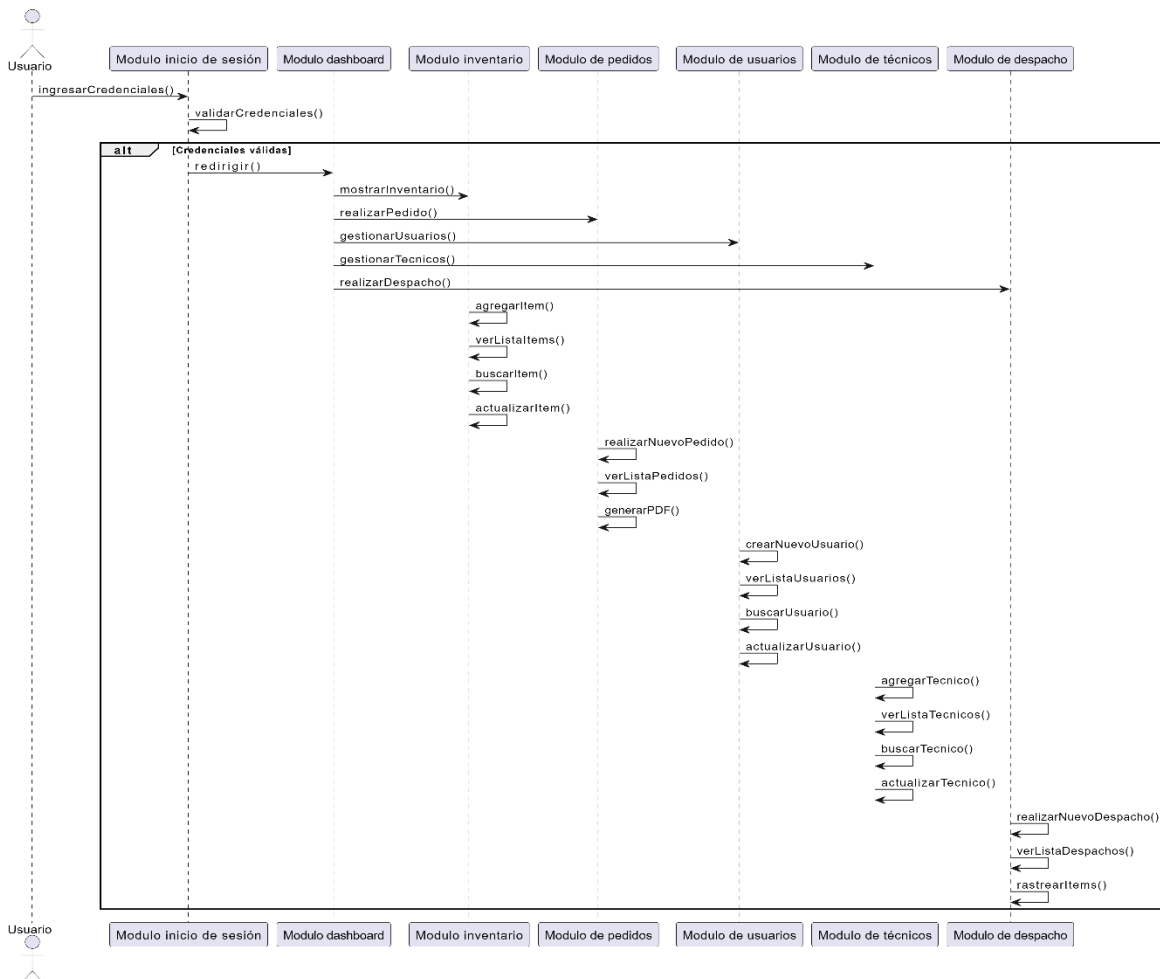 Usuario
Modulo inicio de sesión
Modulo dashboard
Modulo inventario
Modulo de pedidos
Modulo de usuarios
Modulo de técnicos
Modulo de despacho
ingresarCredenciales()
validarCredenciales()
alt
[Credenciales válidas]
redirigir()
mostrarInventario()
realizarPedido()
gestionarUsuarios()
gestionarTecnicos()
realizarDespacho()
agregarItem()
verListaItems()
buscarItem()
actualizarItem()
realizarNuevoPedido()
verListaPedidos()
generarPDF()
crearNuevoUsuario()
verListaUsuarios()
buscarUsuario()
actualizarUsuario()
agregarTecnico()
verListaTecnicos()
buscarTecnico()
actualizarTecnico()
realizarNuevoDespacho()
verListaDespachos()
rastrearItems()
Usuario
Modulo inicio de sesión
Modulo dashboard
Modulo inventario
Modulo de pedidos
Modulo de usuarios
Modulo de técnicos
Modulo de despacho